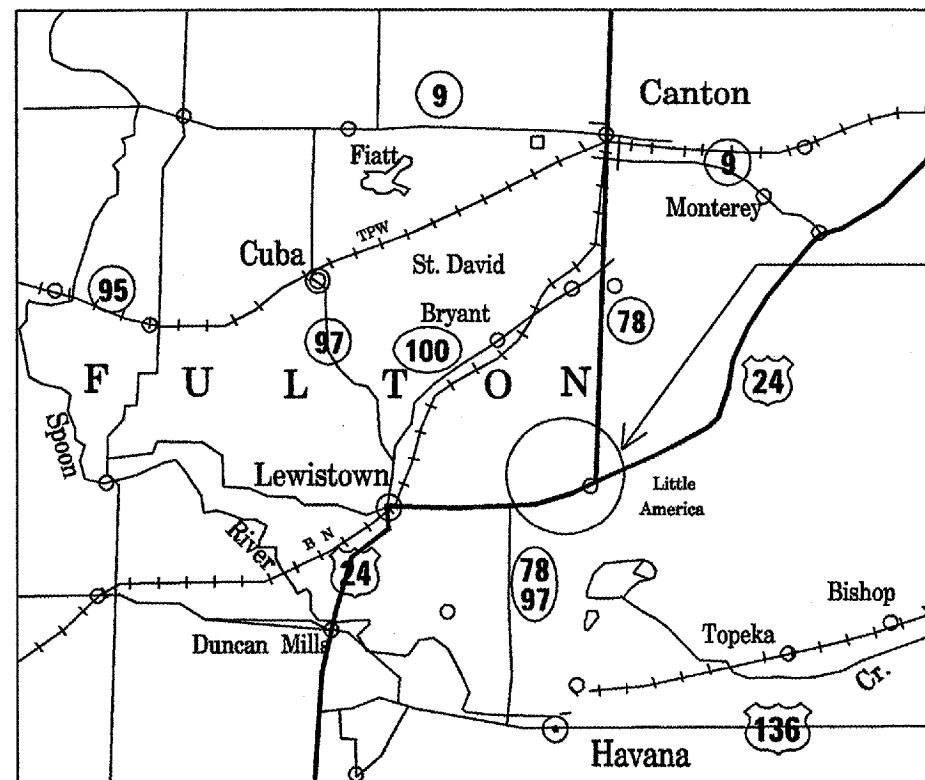 9
Canton
Fiatt
9
Monterey
TPW
Cuba
St. David
95
Bryant
78
97
100
24
F U L T O N
Spoon
Lewistown
Little
America
River
B N
24
78
97
Bishop
Duncan Mills
Topeka
Cr.
136
Havana